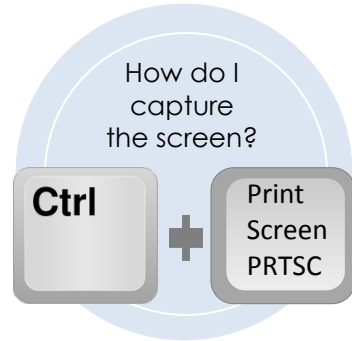 How do I
capture
the screen?
Ctrl
Print
Screen
PRTSC